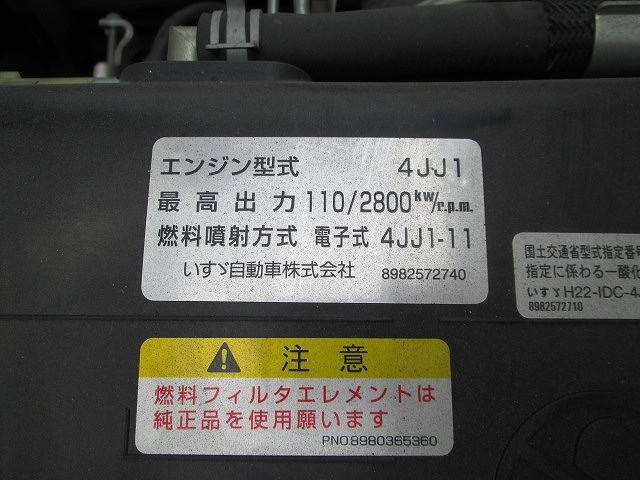 エンジン型式 4JJ1
最高出力 110/2800 kw/r.p.m.
燃料噴射方式 電子式 4JJ1-11
いすゞ自動車株式会社 8982572740
国土交通省型式指定番号
指定に係わる一酸化
いすゞH22-IDC-4
8982572710
注意
燃料フィルタエレメントは
純正品を使用願います
PNO8980365360